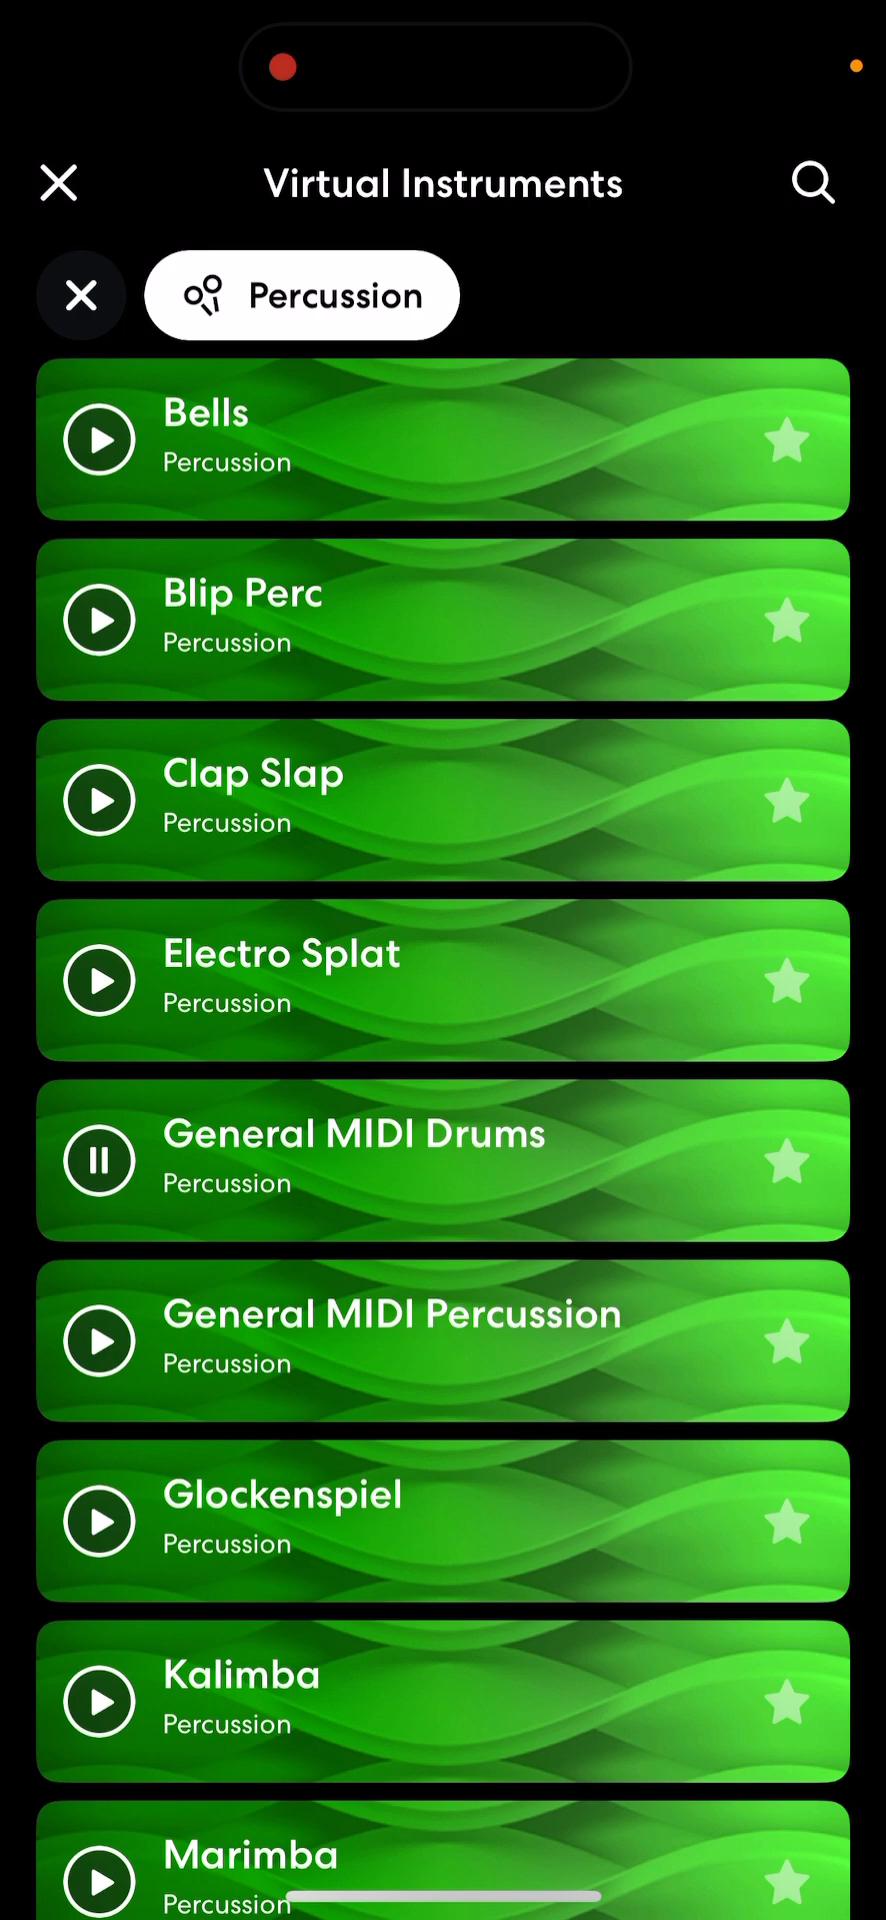 Virtual Instruments
Percussion
Bells
Percussion
Blip Perc
Percussion
Clap Slap
Percussion
Electro Splat
Percussion
General MIDI Drums
Percussion
General MIDI Percussion
Percussion
Glockenspiel
Percussion
Kalimba
Percussion
Marimba
Percussion